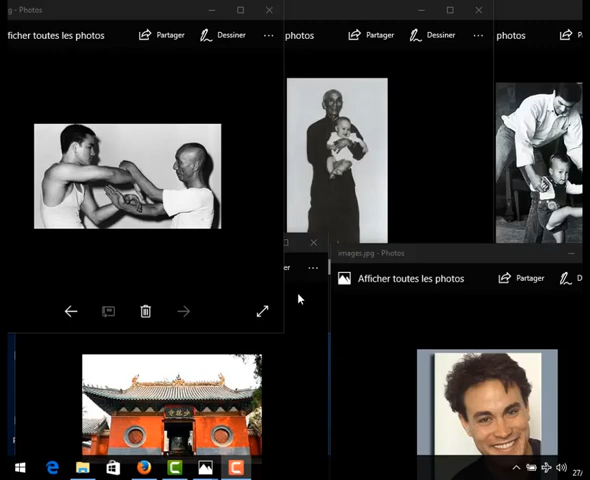 g - Photos
ficher toutes les photos Partager Dessiner ...
photos Partager Dessiner ...
photos P
er ...
images.jpg - Photos
Afficher toutes les photos Partager D
27/